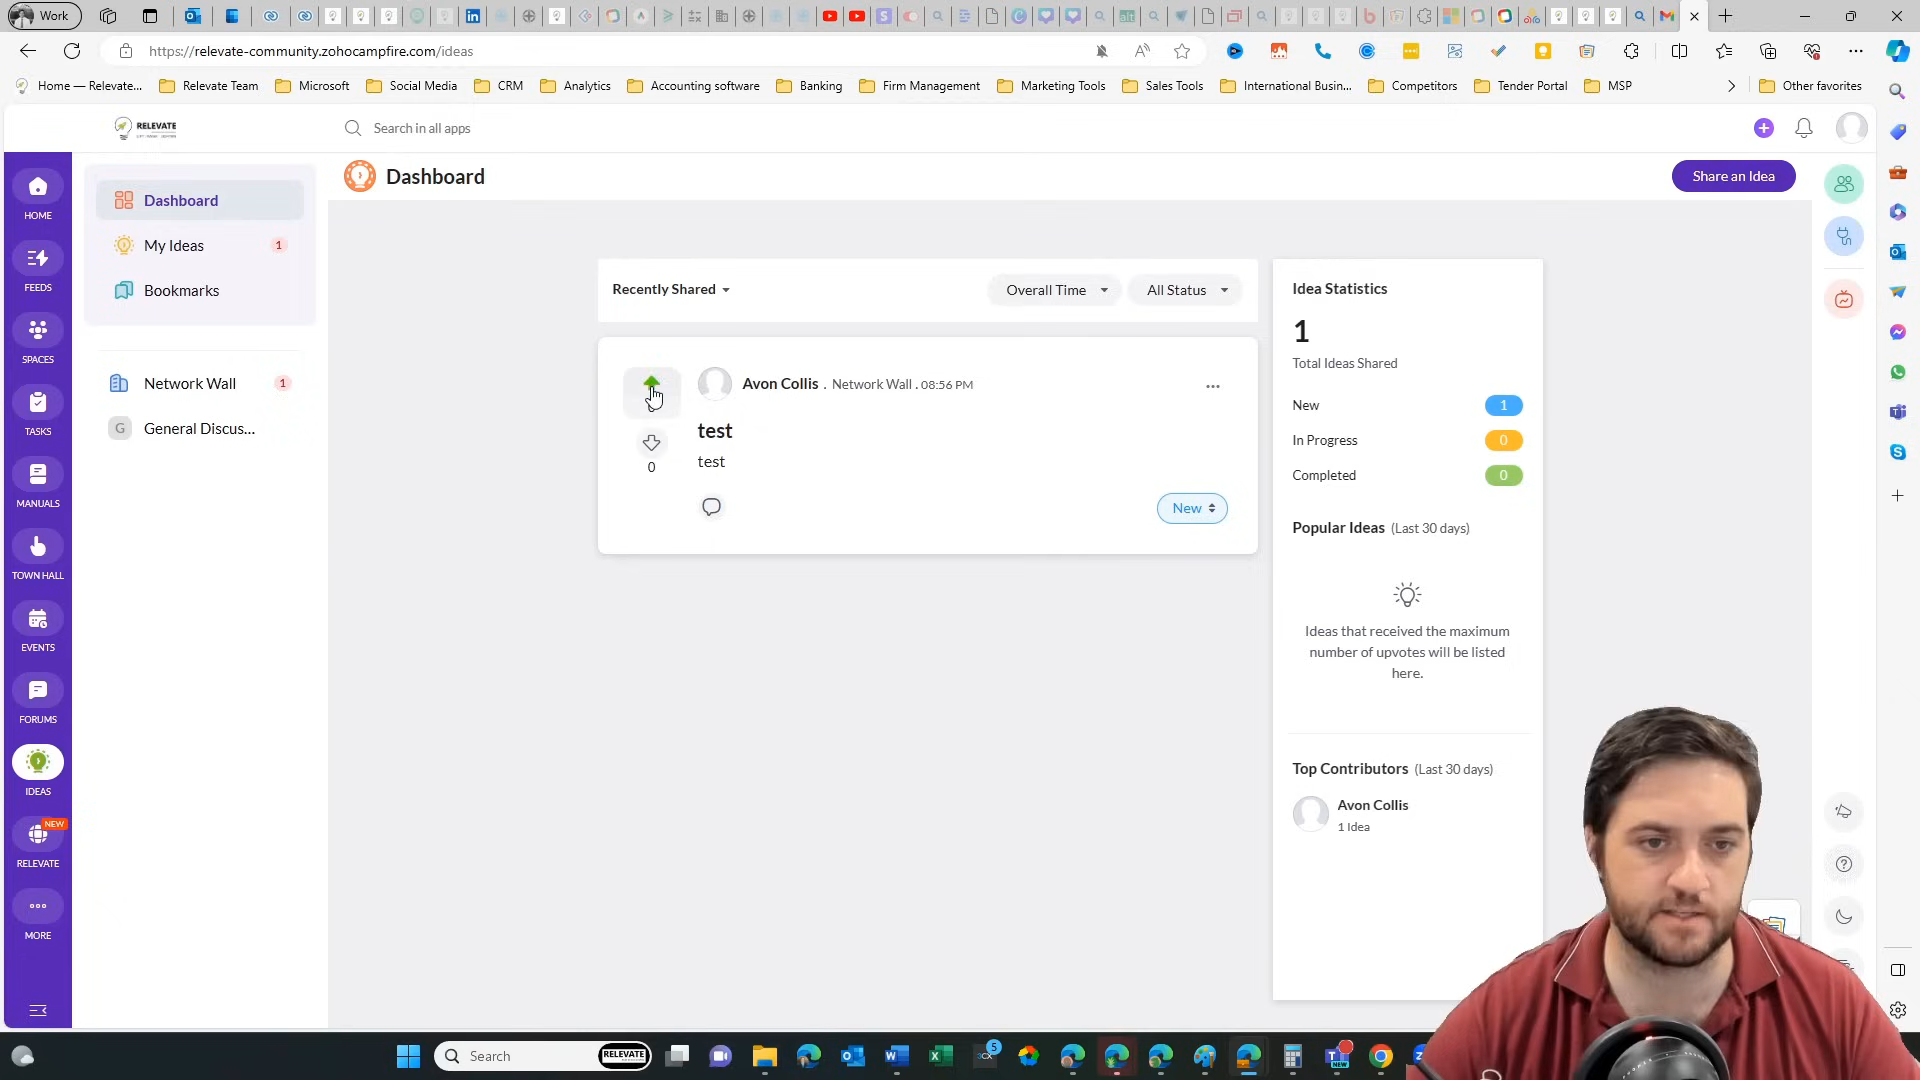 Work
https://relevate-community.zohocampfire.com/ideas
Home — Relevate...
Relevate Team
Microsoft
Social Media
CRM
Analytics
Accounting software
Banking
Firm Management
Marketing Tools
Sales Tools
International Busin...
Competitors
Tender Portal
MSP
Other favorites
RELEVATE
Search in all apps
HOME
FEEDS
SPACES
TASKS
MANUALS
TOWN HALL
EVENTS
FORUMS
IDEAS
NEW
RELEVATE
MORE
Dashboard
My Ideas 1
Bookmarks
Network Wall 1
G General Discus...
Dashboard
Share an Idea
Recently Shared
Overall Time
All Status
Avon Collis . Network Wall . 08:56 PM
test
test
0
New
Idea Statistics
1
Total Ideas Shared
New 1
In Progress 0
Completed 0
Popular Ideas (Last 30 days)
Ideas that received the maximum
number of upvotes will be listed
here.
Top Contributors (Last 30 days)
Avon Collis
1 Idea
Search
RELEVATE
3CX
5
NEW